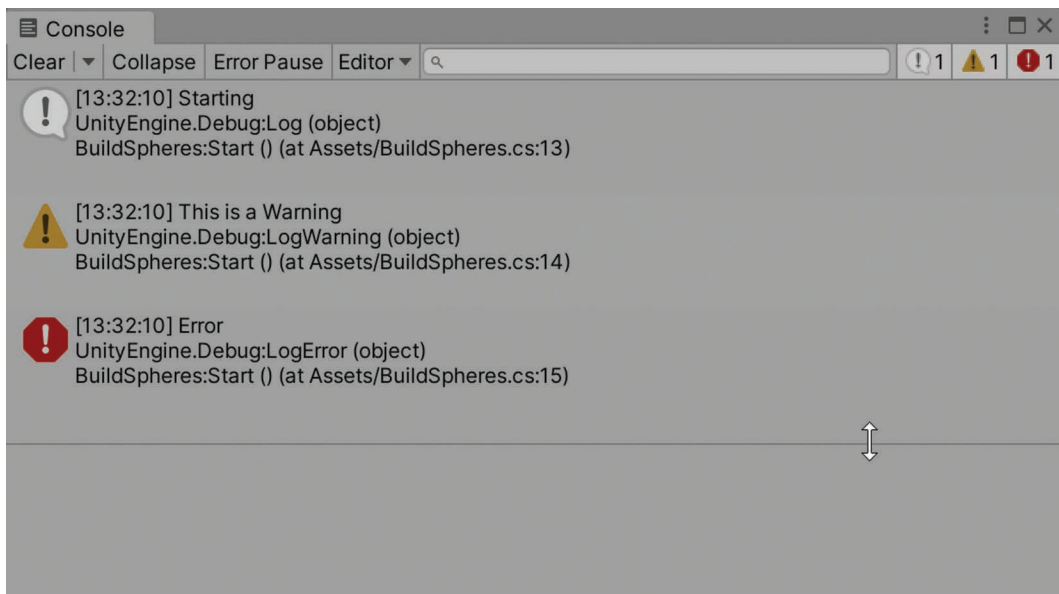 Console
Clear Collapse Error Pause Editor 1 1 1
[13:32:10] Starting
UnityEngine.Debug:Log (object)
BuildSpheres:Start () (at Assets/BuildSpheres.cs:13)
[13:32:10] This is a Warning
UnityEngine.Debug:LogWarning (object)
BuildSpheres:Start () (at Assets/BuildSpheres.cs:14)
[13:32:10] Error
UnityEngine.Debug:LogError (object)
BuildSpheres:Start () (at Assets/BuildSpheres.cs:15)